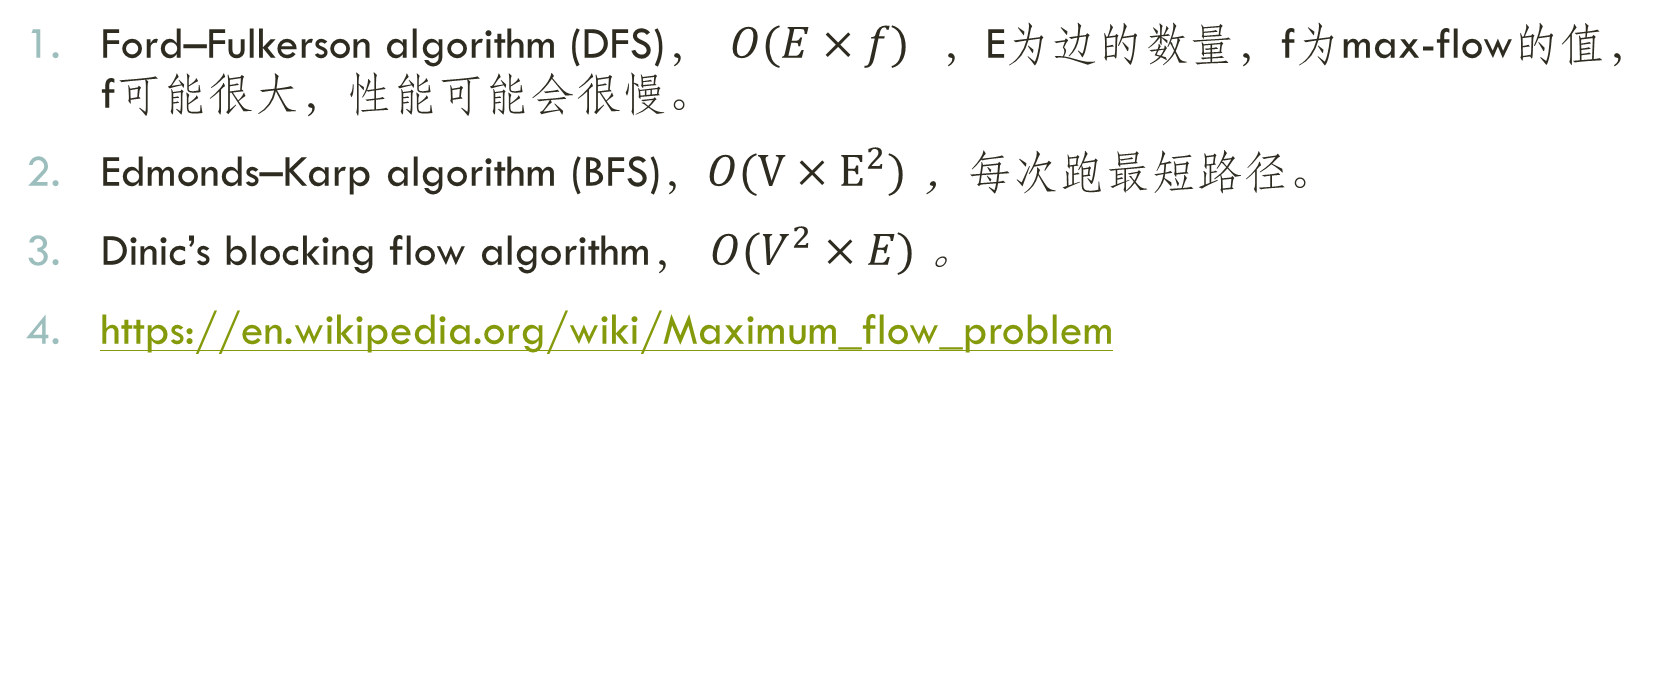 1. Ford–Fulkerson algorithm (DFS)， O(E × f) ，E为边的数量，f为max-flow的值，
f可能很大，性能可能会很慢。
2. Edmonds–Karp algorithm (BFS)，O(V × E²) ，每次跑最短路径。
3. Dinic’s blocking flow algorithm， O(V² × E) 。
4. https://en.wikipedia.org/wiki/Maximum_flow_problem